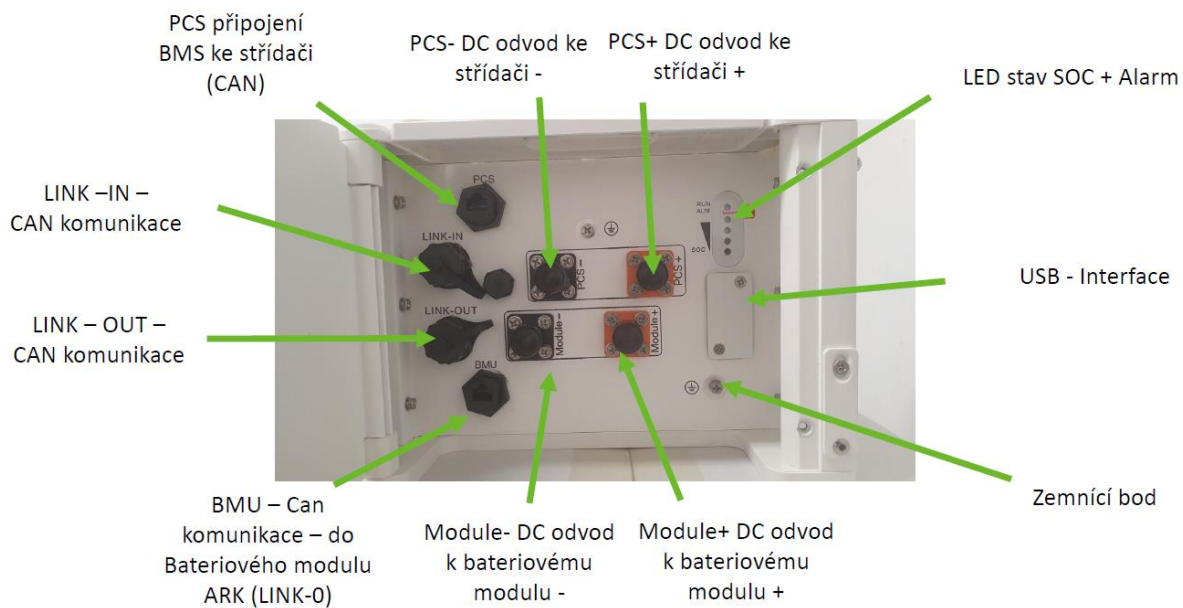 PCS připojení
BMS ke střídači
(CAN)
PCS- DC odvod ke
střídači -
PCS+ DC odvod ke
střídači +
LED stav SOC + Alarm
LINK –IN –
CAN komunikace
LINK – OUT –
CAN komunikace
USB - Interface
PCS
LINK-IN
LINK-OUT
BMU
PCS −
PCS +
Module −
Module +
RUN
ALM
SOC
BMU – Can
komunikace – do
Bateriového modulu
ARK (LINK-0)
Module- DC odvod
k bateriovému
modulu -
Module+ DC odvod
k bateriovému
modulu +
Zemnící bod